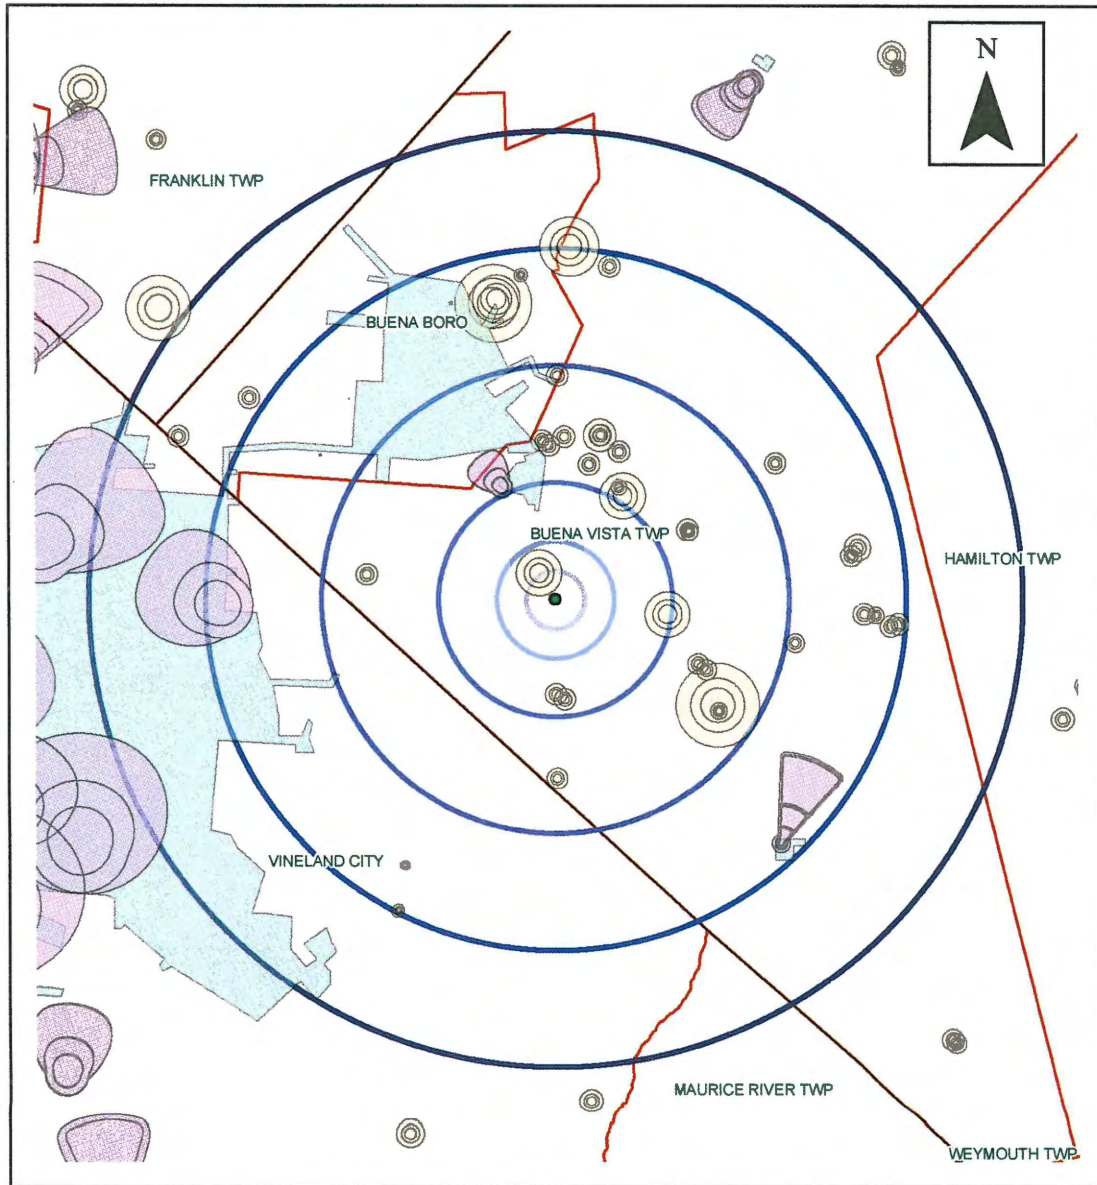 N
FRANKLIN TWP
BUENA BORO
BUENA VISTA TWP
HAMILTON TWP
VINELAND CITY
MAURICE RIVER TWP
WEYMOUTH TWP